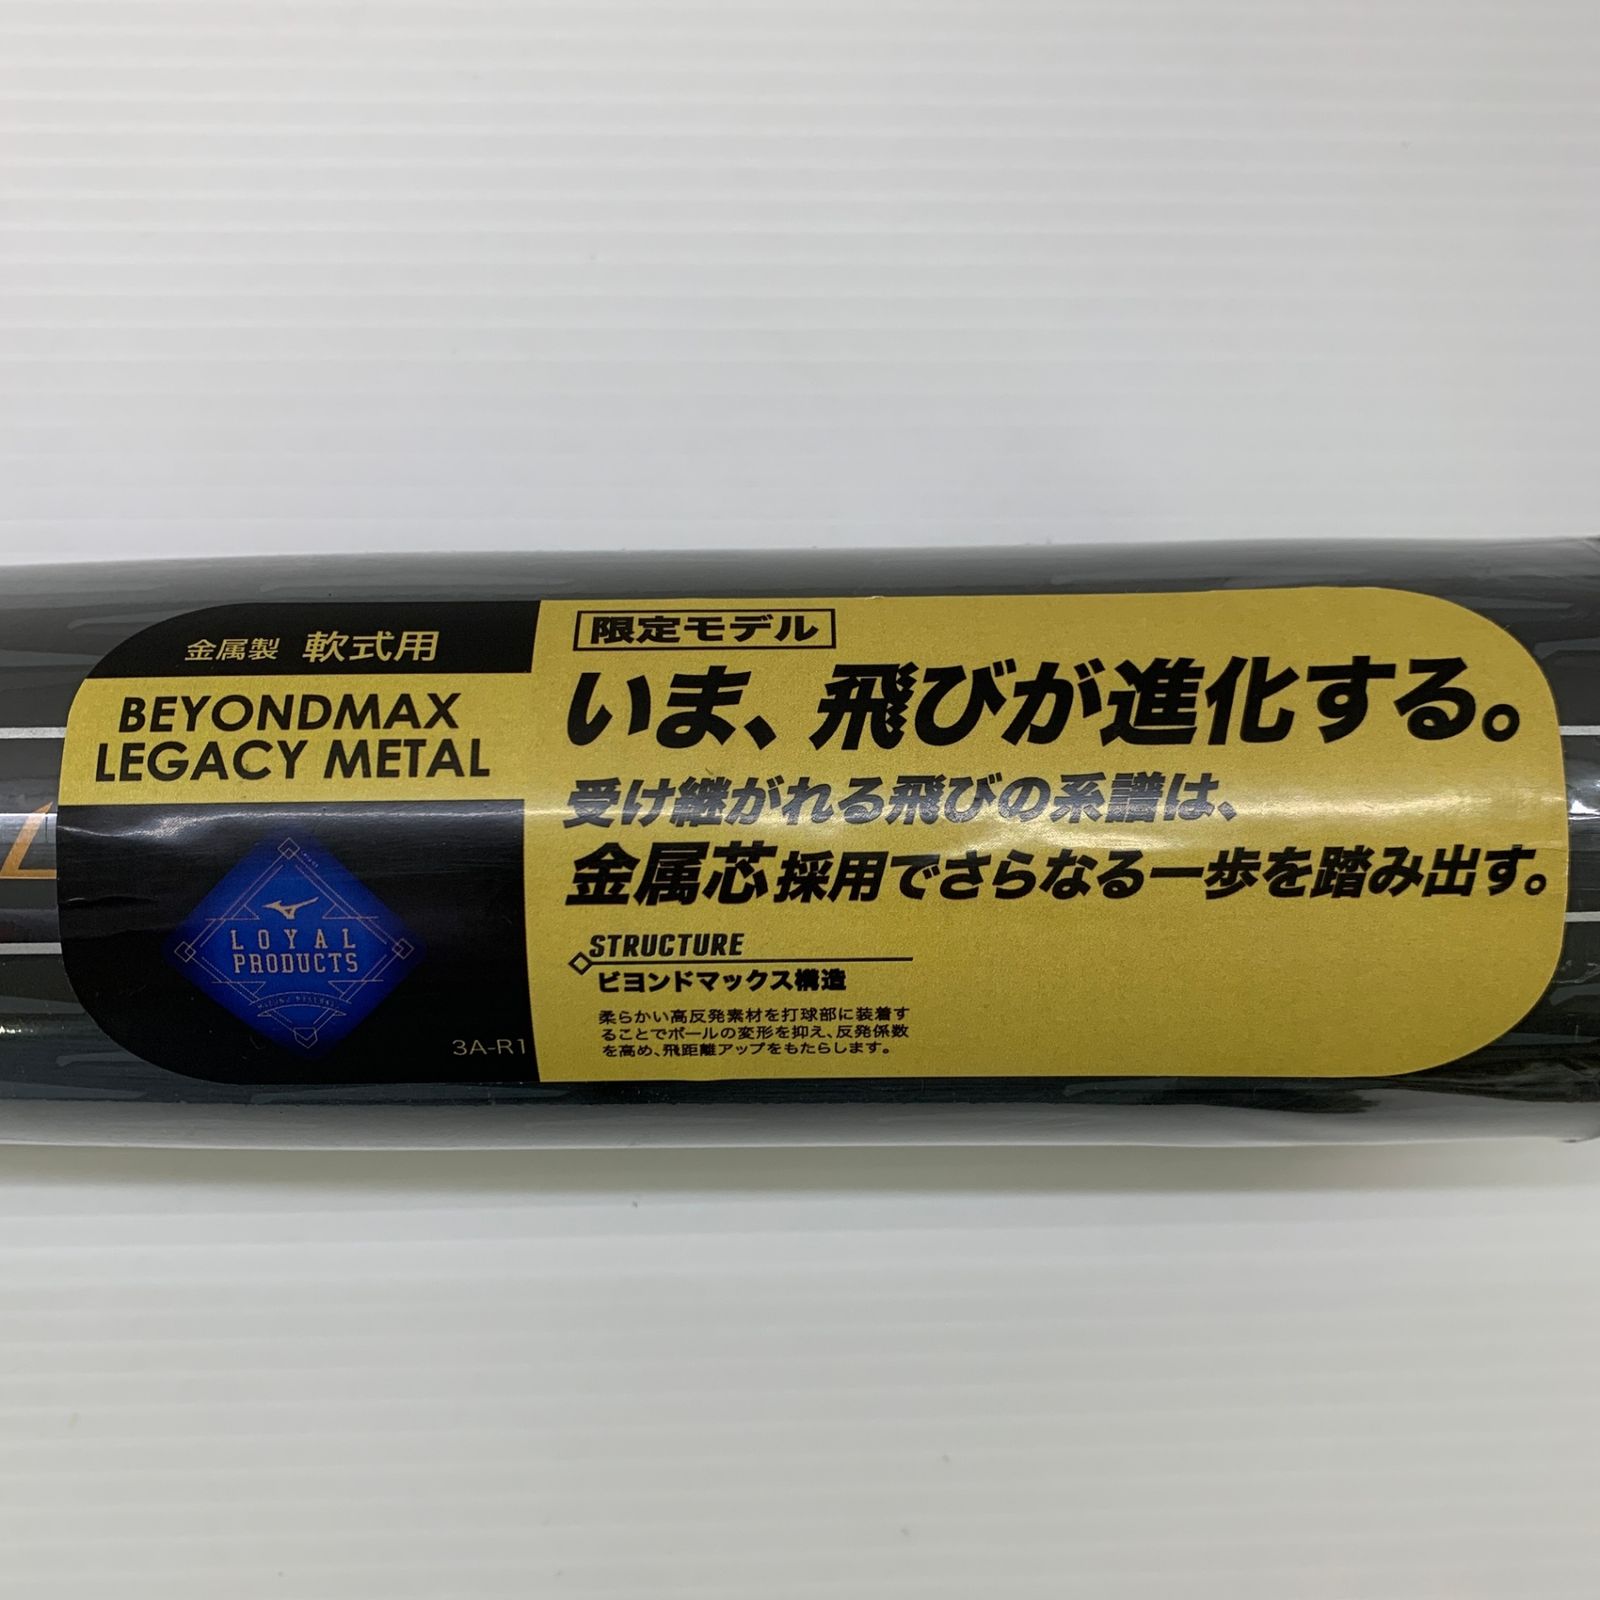 金属製 軟式用
BEYONDMAX
LEGACY METAL
LOYAL
PRODUCTS
3A-R1
限定モデル
いま、飛びが進化する。
受け継がれる飛びの系譜は、
金属芯採用でさらなる一歩を踏み出す。
STRUCTURE
ビヨンドマックス構造
柔らかい高反発素材を打球部に装着す
ることでボールの変形を抑え、反発係数
を高め、飛距離アップをもたらします。